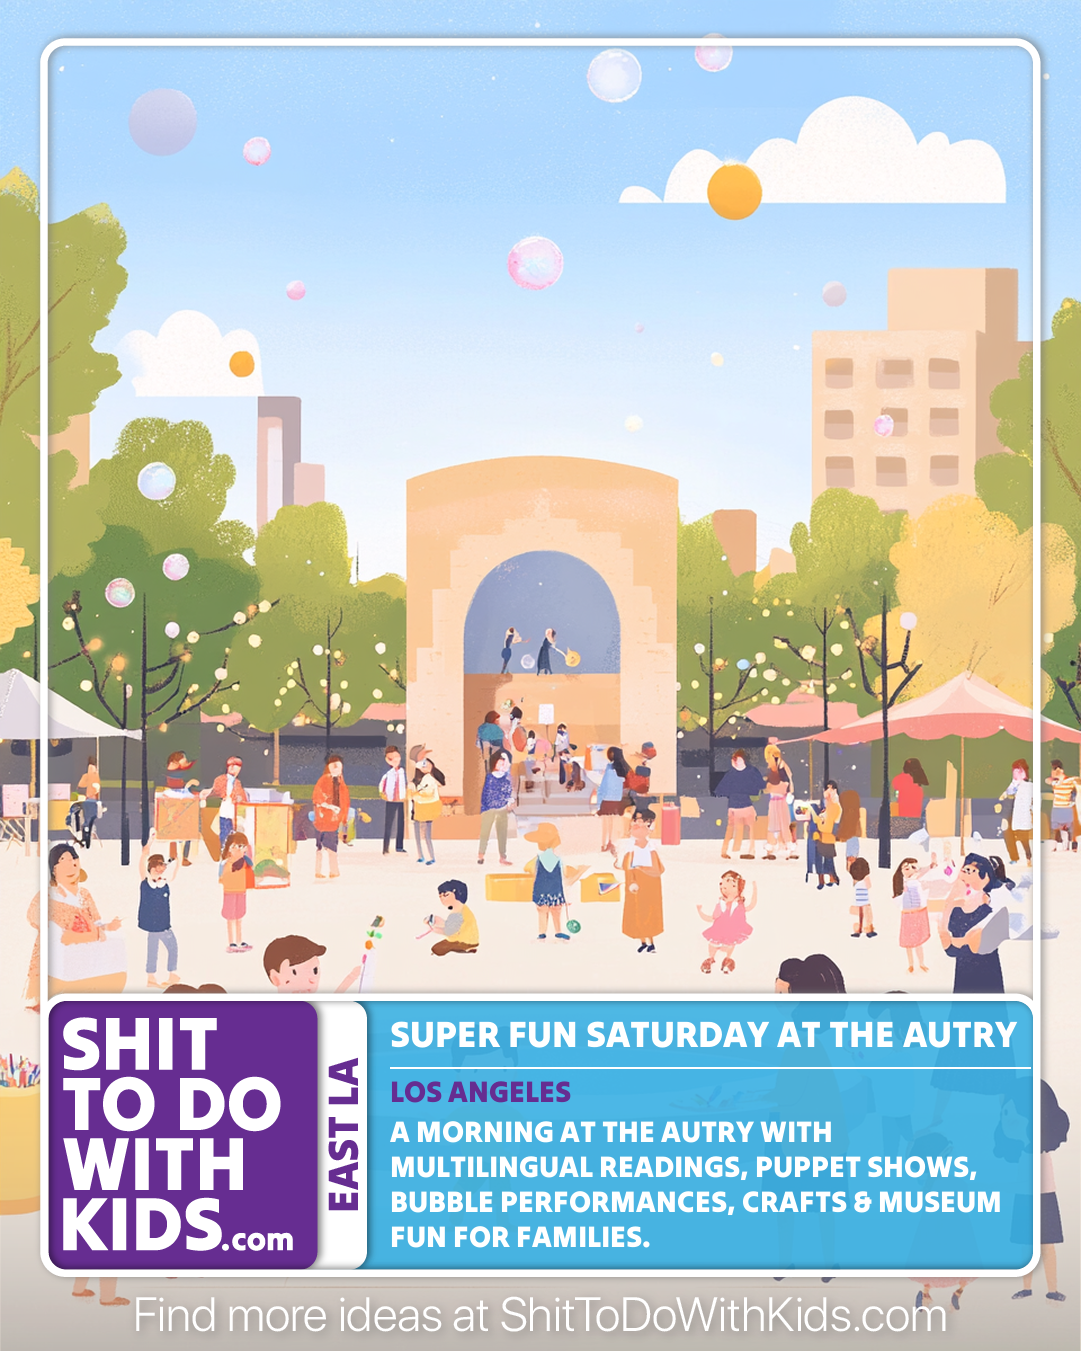 SHIT
TO DO
WITH
KIDS.com
EAST LA
SUPER FUN SATURDAY AT THE AUTRY
LOS ANGELES
A MORNING AT THE AUTRY WITH
MULTILINGUAL READINGS, PUPPET SHOWS,
BUBBLE PERFORMANCES, CRAFTS & MUSEUM
FUN FOR FAMILIES.
Find more ideas at ShitToDoWithKids.com